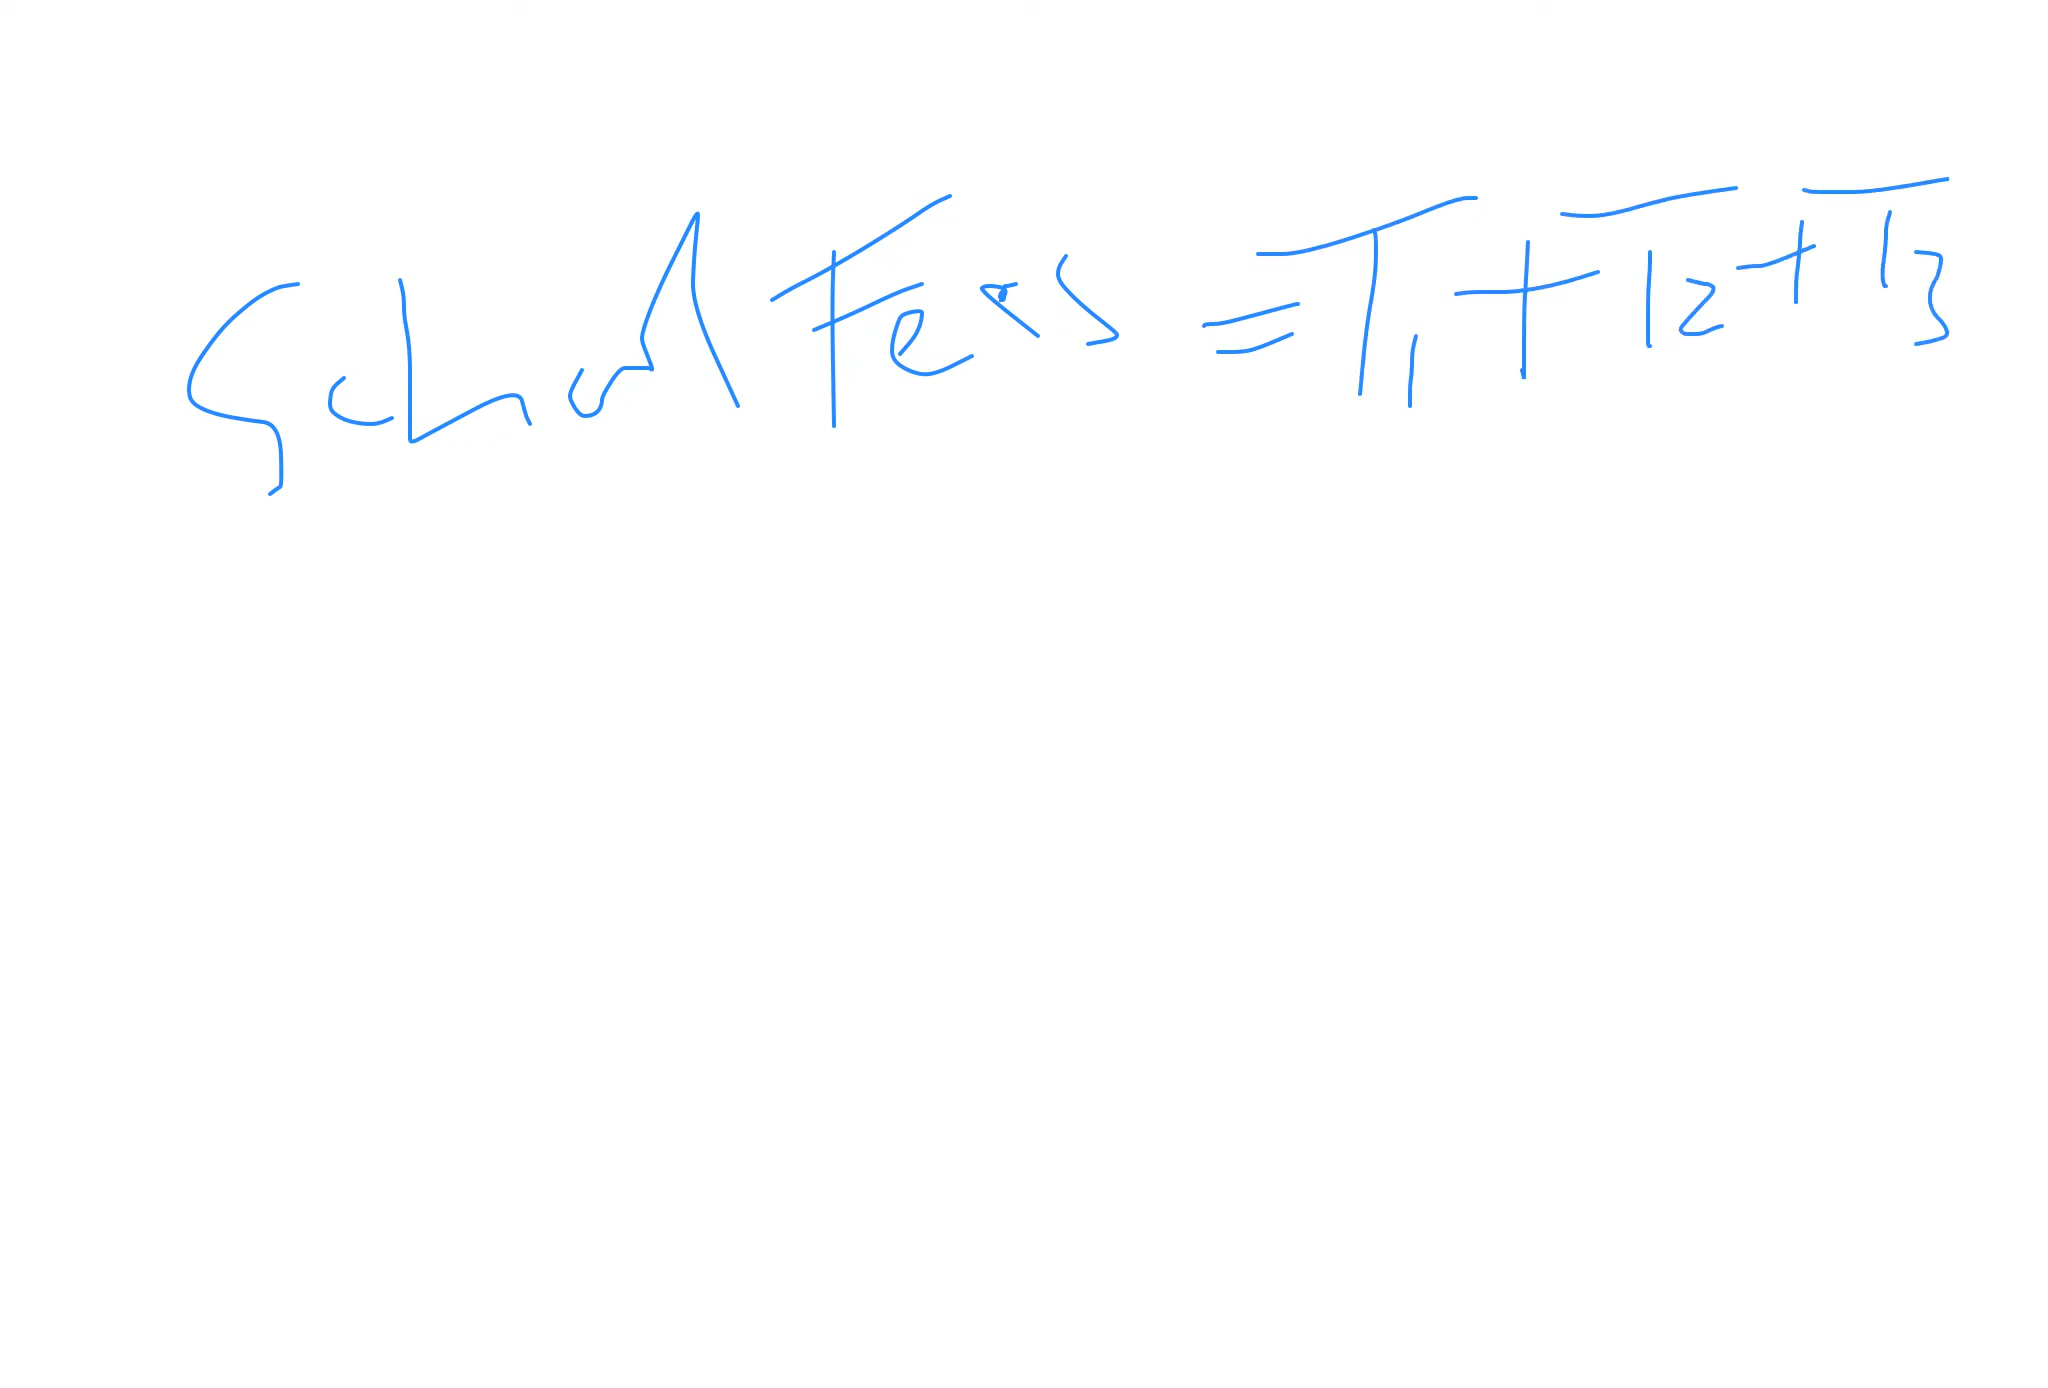 School Fees = T1 + T2 + T3